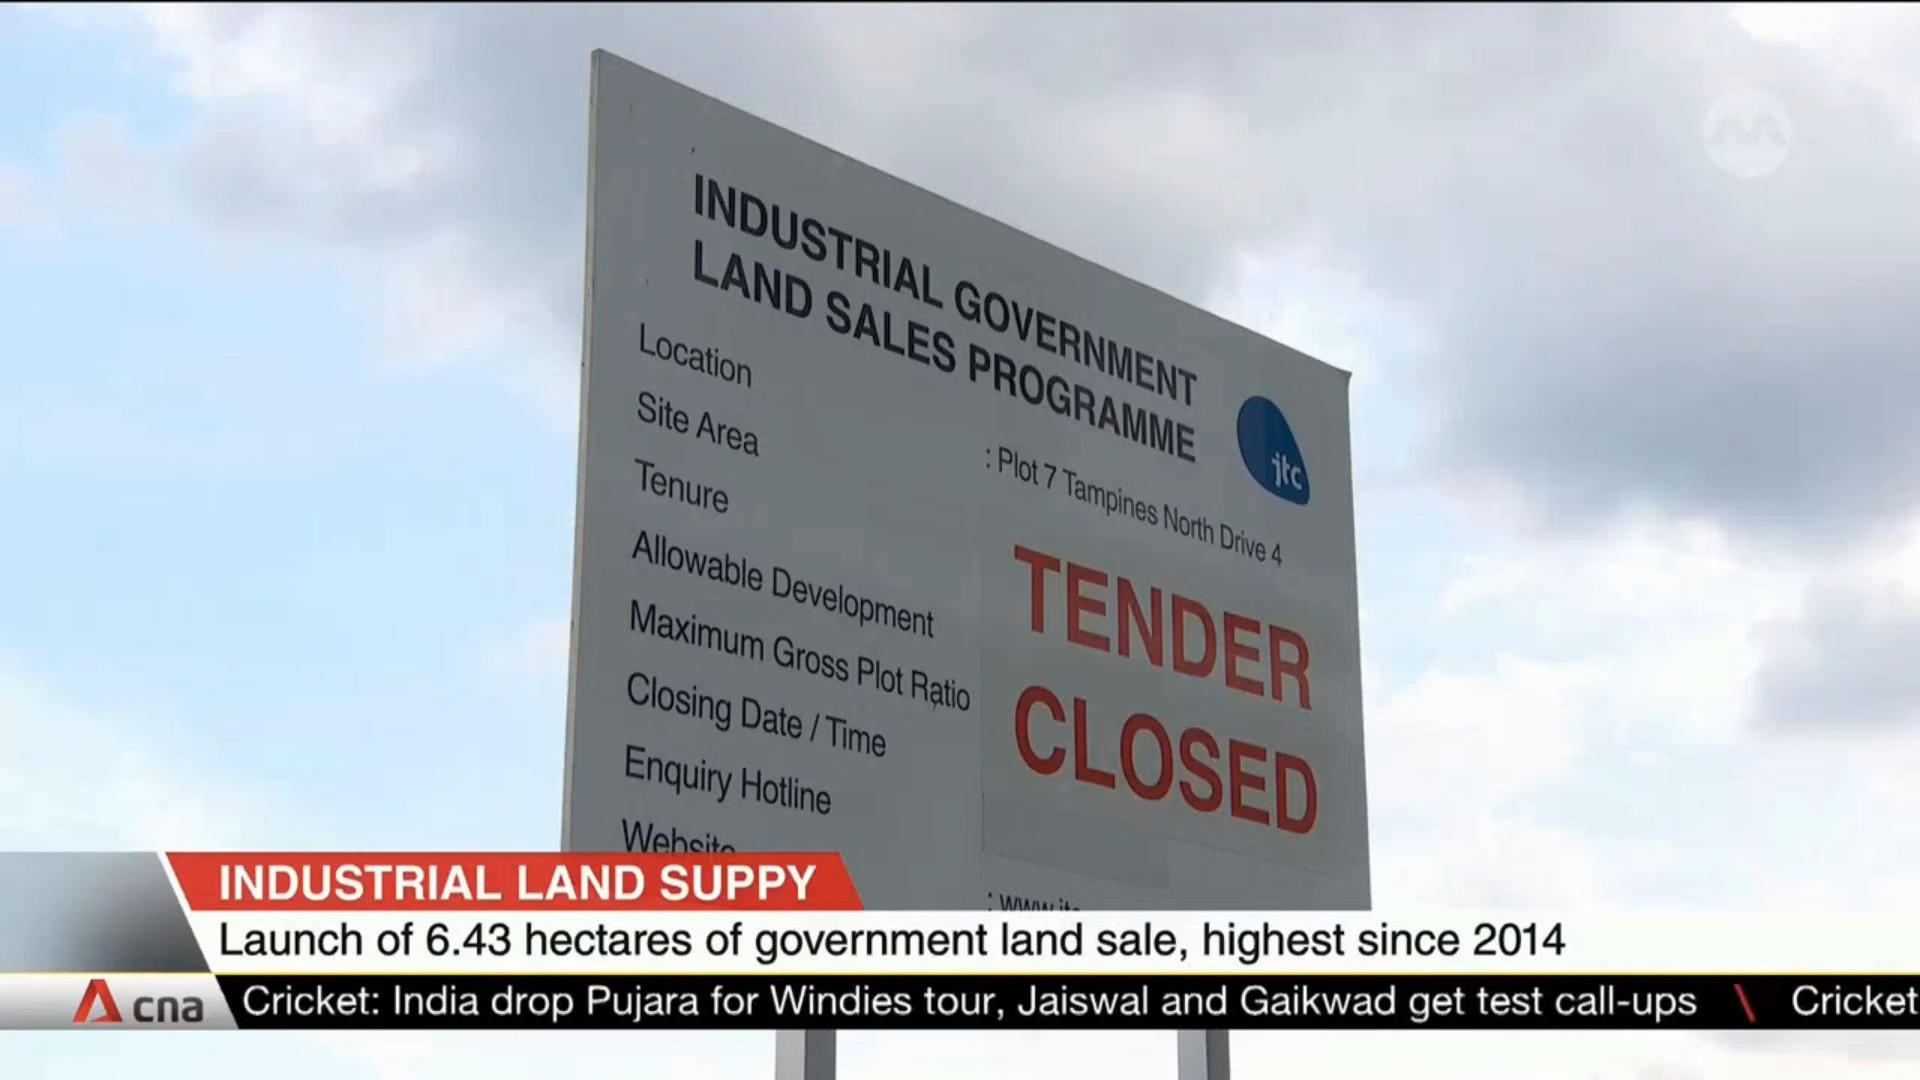 INDUSTRIAL GOVERNMENT
LAND SALES PROGRAMME
jtc
Location
: Plot 7 Tampines North Drive 4
Site Area
Tenure
Allowable Development
Maximum Gross Plot Ratio
Closing Date / Time
Enquiry Hotline
Website
TENDER
CLOSED
INDUSTRIAL LAND SUPPY
Launch of 6.43 hectares of government land sale, highest since 2014
cna
Cricket: India drop Pujara for Windies tour, Jaiswal and Gaikwad get test call-ups \ Cricket